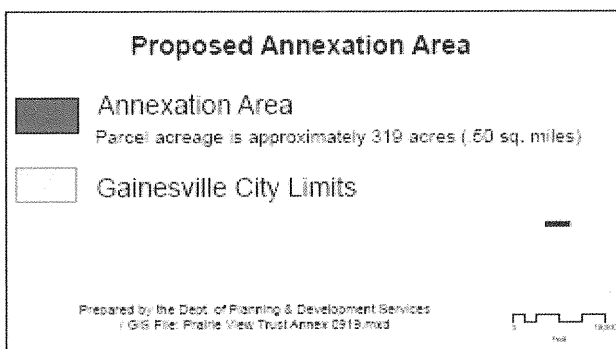 Proposed Annexation Area
Annexation Area
Parcel acreage is approximately 319 acres (.50 sq. miles)
Gainesville City Limits
Prepared by the Dept. of Planning & Development Services
/ GIS File: Prairie View Trust Annex 0919.mxd